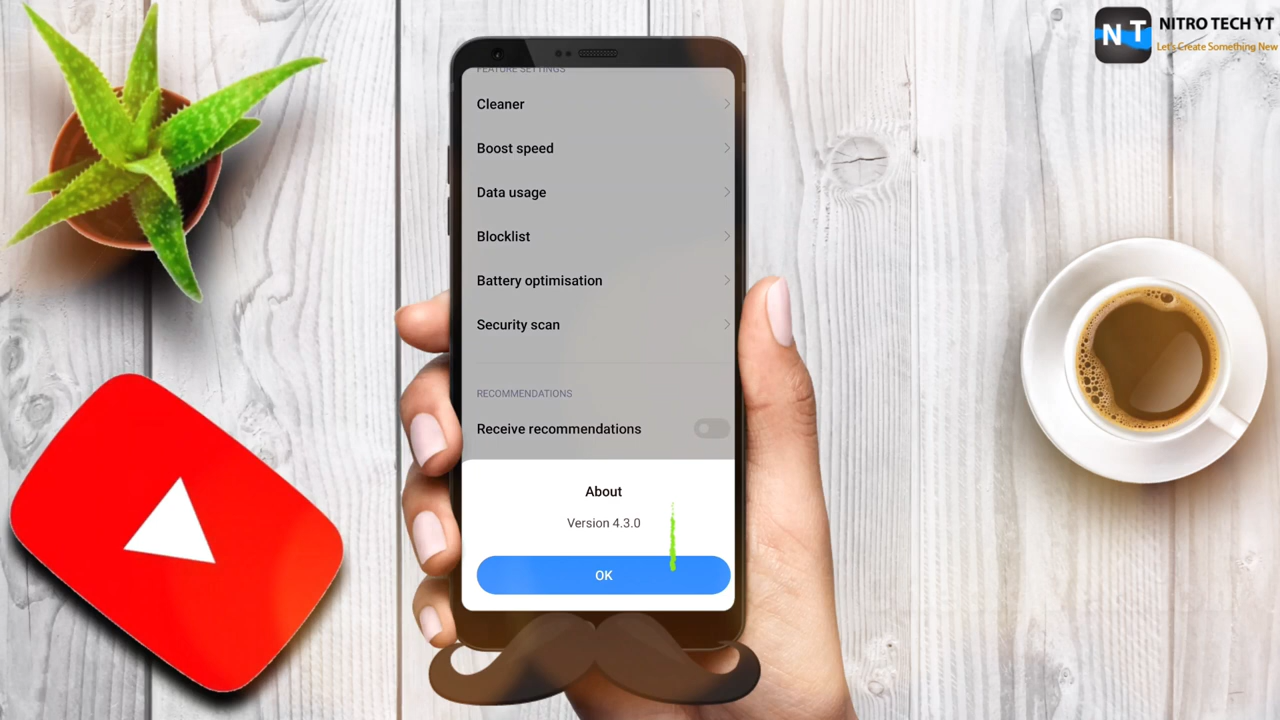 NT
NITRO TECH YT
Let's Create Something New
FEATURE SETTINGS
Cleaner
Boost speed
Data usage
Blocklist
Battery optimisation
Security scan
RECOMMENDATIONS
Receive recommendations
About
Version 4.3.0
OK